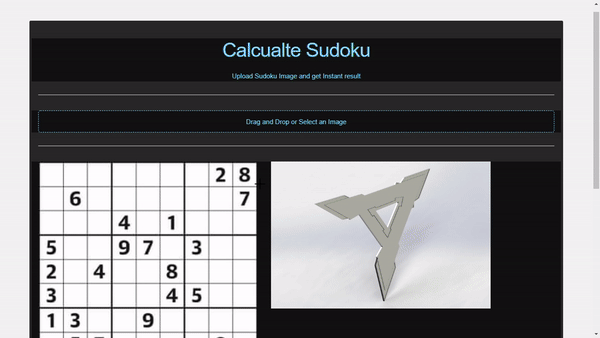 Calcualte Sudoku
Upload Sudoku Image and get Instant result
Drag and Drop or Select an Image
2 8
6 7
4 1
5 9 7 3
2 4 8
3 4 5
1 3 9